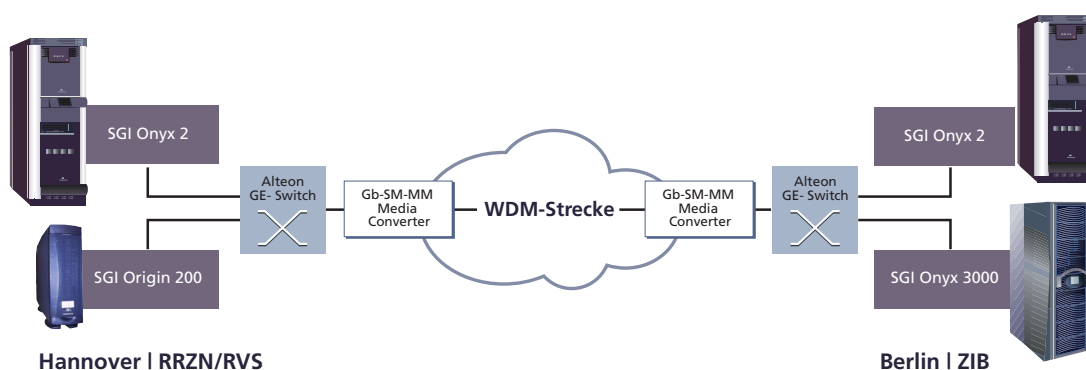 SGI Onyx 2
SGI Origin 200
Alteon
GE- Switch
Gb-SM-MM
Media
Converter
WDM-Strecke
Gb-SM-MM
Media
Converter
Alteon
GE- Switch
SGI Onyx 2
SGI Onyx 3000
Hannover | RRZN/RVS
Berlin | ZIB